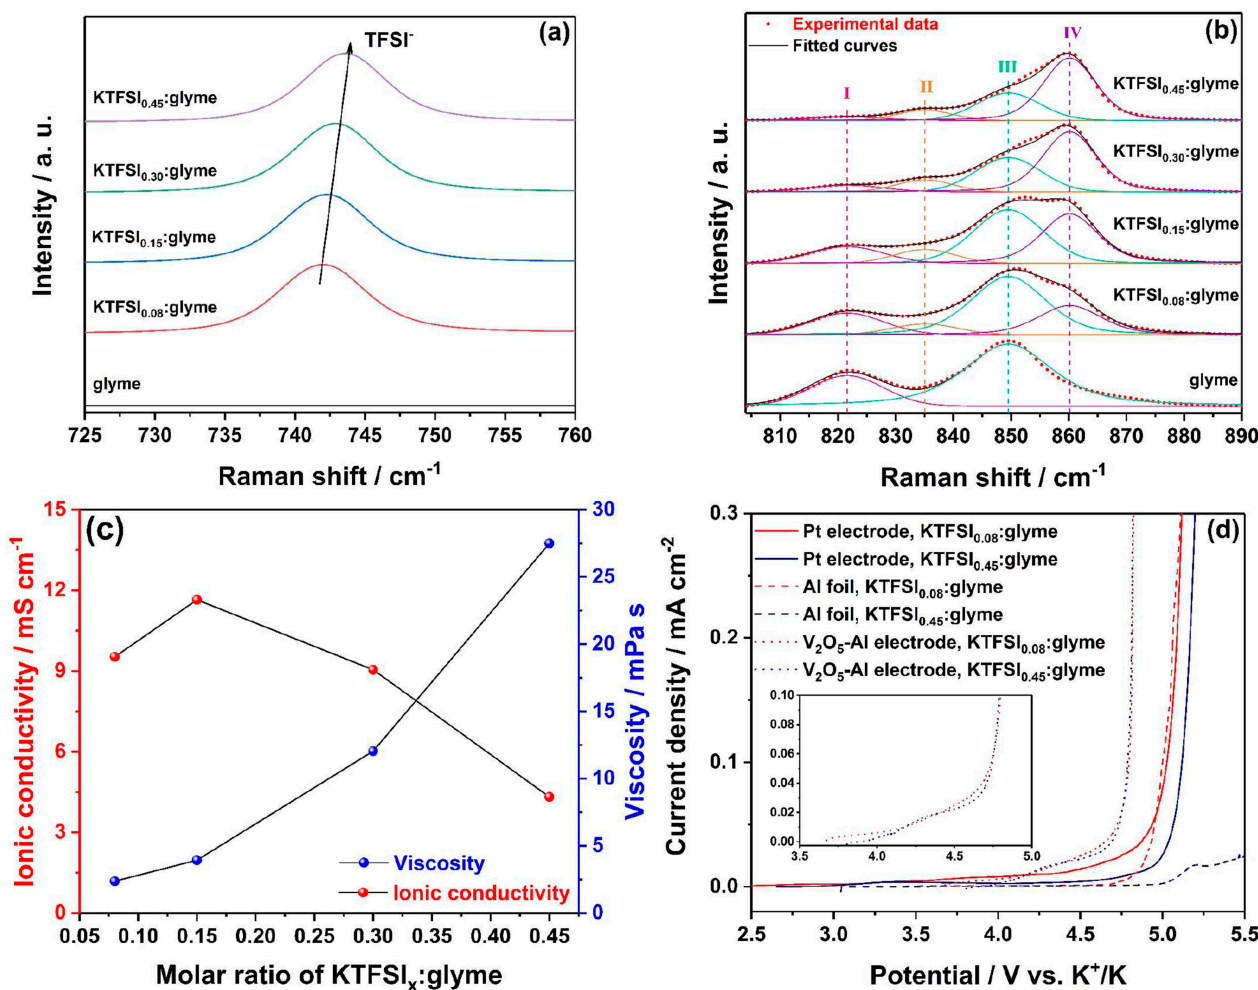 (a)
TFSI⁻
KTFSI₀.₄₅:glyme
KTFSI₀.₃₀:glyme
KTFSI₀.₁₅:glyme
KTFSI₀.₀₈:glyme
glyme
Intensity / a. u.
725 730 735 740 745 750 755 760
Raman shift / cm⁻¹
(b)
Experimental data
Fitted curves
I II III IV
KTFSI₀.₄₅:glyme
KTFSI₀.₃₀:glyme
KTFSI₀.₁₅:glyme
KTFSI₀.₀₈:glyme
glyme
Intensity / a. u.
810 820 830 840 850 860 870 880 890
Raman shift / cm⁻¹
(c)
15
12
9
6
3
0
Ionic conductivity / mS cm⁻¹
30
25
20
15
10
5
0
Viscosity / mPa s
Viscosity
Ionic conductivity
0.05 0.10 0.15 0.20 0.25 0.30 0.35 0.40 0.45
Molar ratio of KTFSIₓ:glyme
(d)
Pt electrode, KTFSI₀.₀₈:glyme
Pt electrode, KTFSI₀.₄₅:glyme
Al foil, KTFSI₀.₀₈:glyme
Al foil, KTFSI₀.₄₅:glyme
V₂O₅-Al electrode, KTFSI₀.₀₈:glyme
V₂O₅-Al electrode, KTFSI₀.₄₅:glyme
0.3
0.2
0.1
0.0
Current density / mA cm⁻²
0.10
0.08
0.06
0.04
0.02
0.00
3.5 4.0 4.5 5.0
2.5 3.0 3.5 4.0 4.5 5.0 5.5
Potential / V vs. K⁺/K